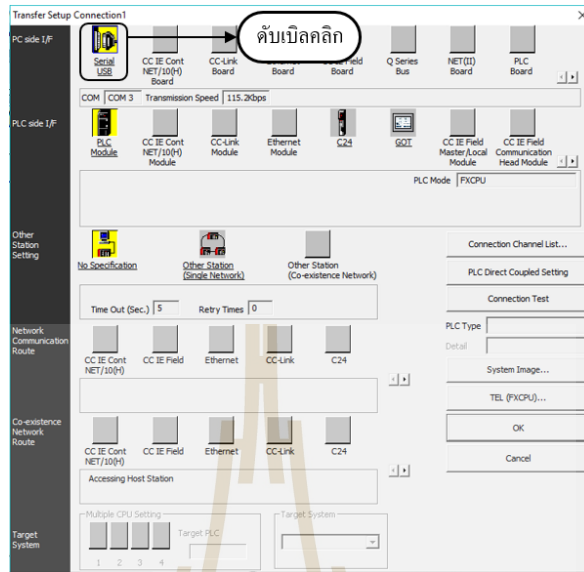 Transfer Setup Connection1
ดับเบิลคลิก
PC side I/F
Serial USB
CC IE Cont NET/10(H) Board
CC-Link Board
Board
Field Board
Q Series Bus
NET(II) Board
PLC Board
COM COM 3 Transmission Speed 115.2Kbps
PLC side I/F
PLC Module
CC IE Cont NET/10(H) Module
CC-Link Module
Ethernet Module
C24
GOT
CC IE Field Master/Local Module
CC IE Field Communication Head Module
PLC Mode FXCPU
Other Station Setting
No Specification
Other Station (Single Network)
Other Station (Co-existence Network)
Time Out (Sec.) 5 Retry Times 0
Connection Channel List...
PLC Direct Coupled Setting
Connection Test
PLC Type
Detail
System Image...
TEL (FXCPU)...
OK
Cancel
Network Communication Route
CC IE Cont NET/10(H)
CC IE Field
Ethernet
CC-Link
C24
Co-existence Network Route
CC IE Cont NET/10(H)
CC IE Field
Ethernet
CC-Link
C24
Accessing Host Station
Target System
Multiple CPU Setting
1 2 3 4
Target PLC
Target System